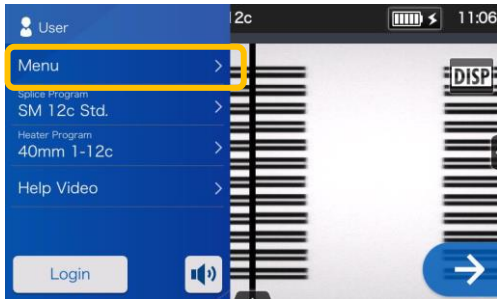 User
12c
11:06
Menu
DISP
Splice Program
SM 12c Std.
Heater Program
40mm 1-12c
Help Video
Login